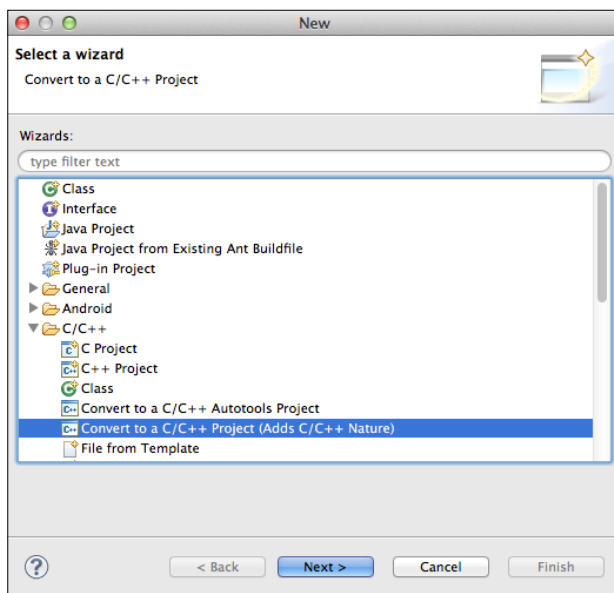 New
Select a wizard
Convert to a C/C++ Project
Wizards:
type filter text
Class
Interface
Java Project
Java Project from Existing Ant Buildfile
Plug-in Project
General
Android
C/C++
C Project
C++ Project
Class
Convert to a C/C++ Autotools Project
Convert to a C/C++ Project (Adds C/C++ Nature)
File from Template
? < Back Next > Cancel Finish